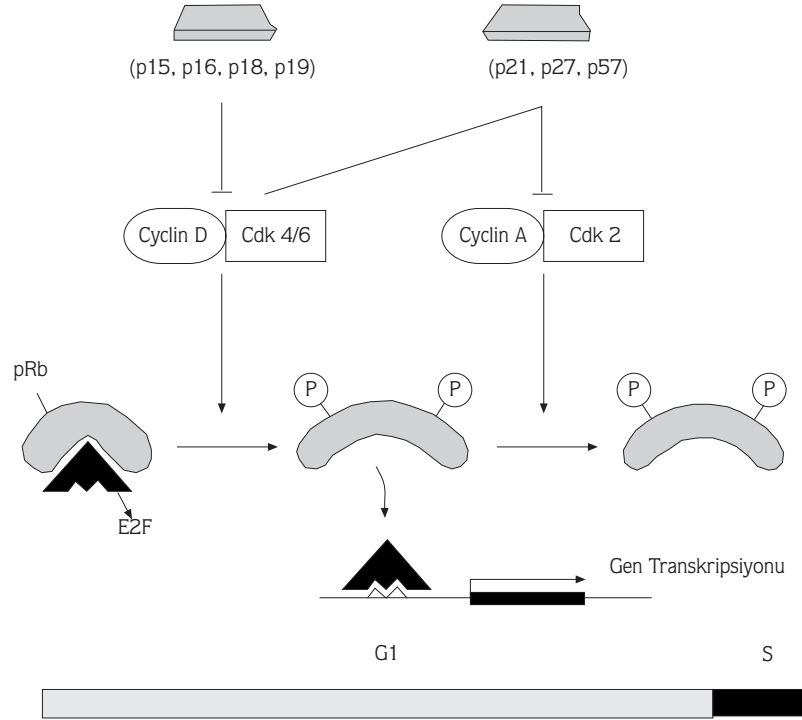 (p15, p16, p18, p19)
(p21, p27, p57)
Cyclin D
Cdk 4/6
Cyclin A
Cdk 2
pRb
P
P
P
P
E2F
Gen Transkripsiyonu
G1
S